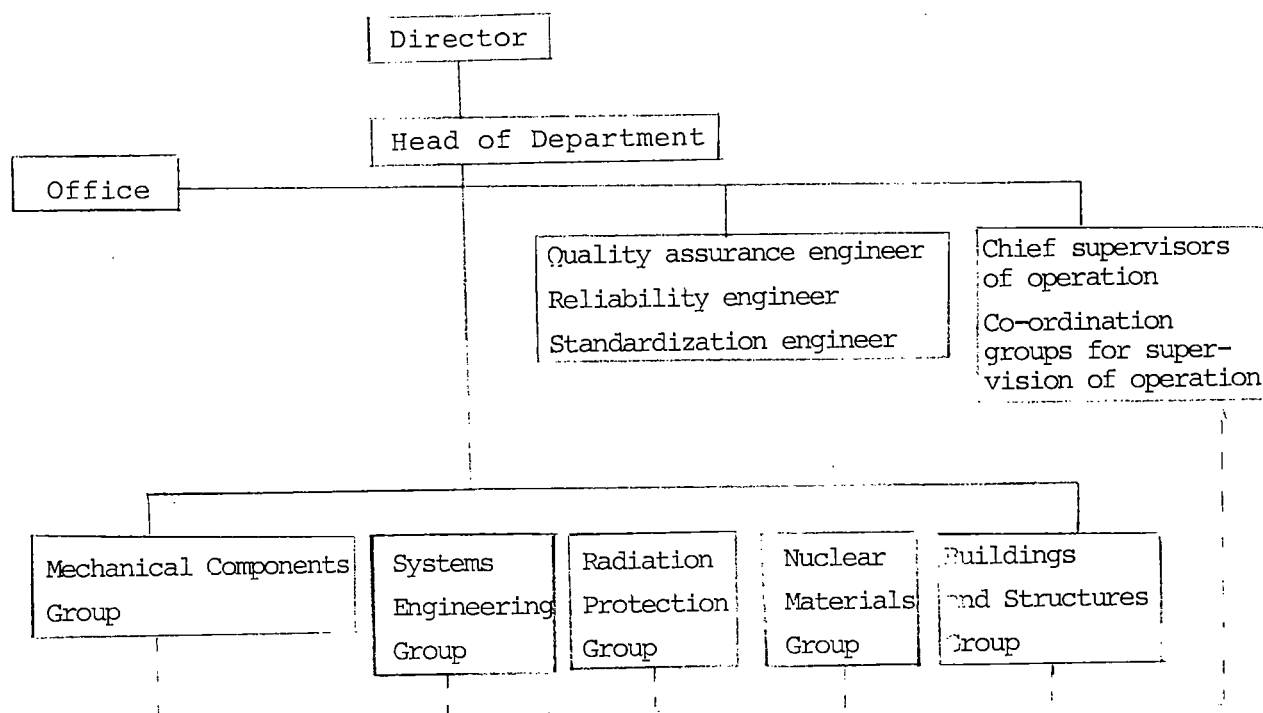 Director
Head of Department
Office
Quality assurance engineer
Reliability engineer
Standardization engineer
Chief supervisors
of operation
Co-ordination
groups for super-
vision of operation
Mechanical Components
Group
Systems
Engineering
Group
Radiation
Protection
Group
Nuclear
Materials
Group
Buildings
and Structures
Group